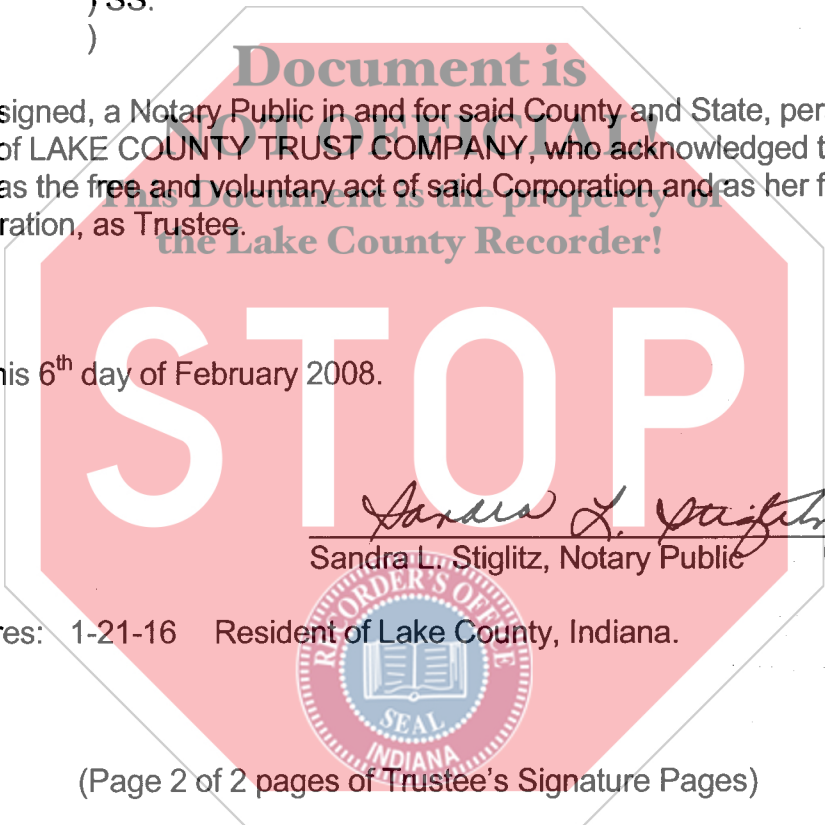 ) SS.
)
Document is
signed, a Notary Public in and for said County and State, per
NOT OFFICIAL!
of LAKE COUNTY TRUST COMPANY, who acknowledged t
as the free and voluntary act of said Corporation and as her f
This Document is the property of
ration, as Trustee.
the Lake County Recorder!
STOP
his 6th day of February 2008.
Sandra L. Stiglitz
Sandra L. Stiglitz, Notary Public
RECORDER'S OFFICE
res: 1-21-16 Resident of Lake County, Indiana.
SEAL
INDIANA
(Page 2 of 2 pages of Trustee's Signature Pages)